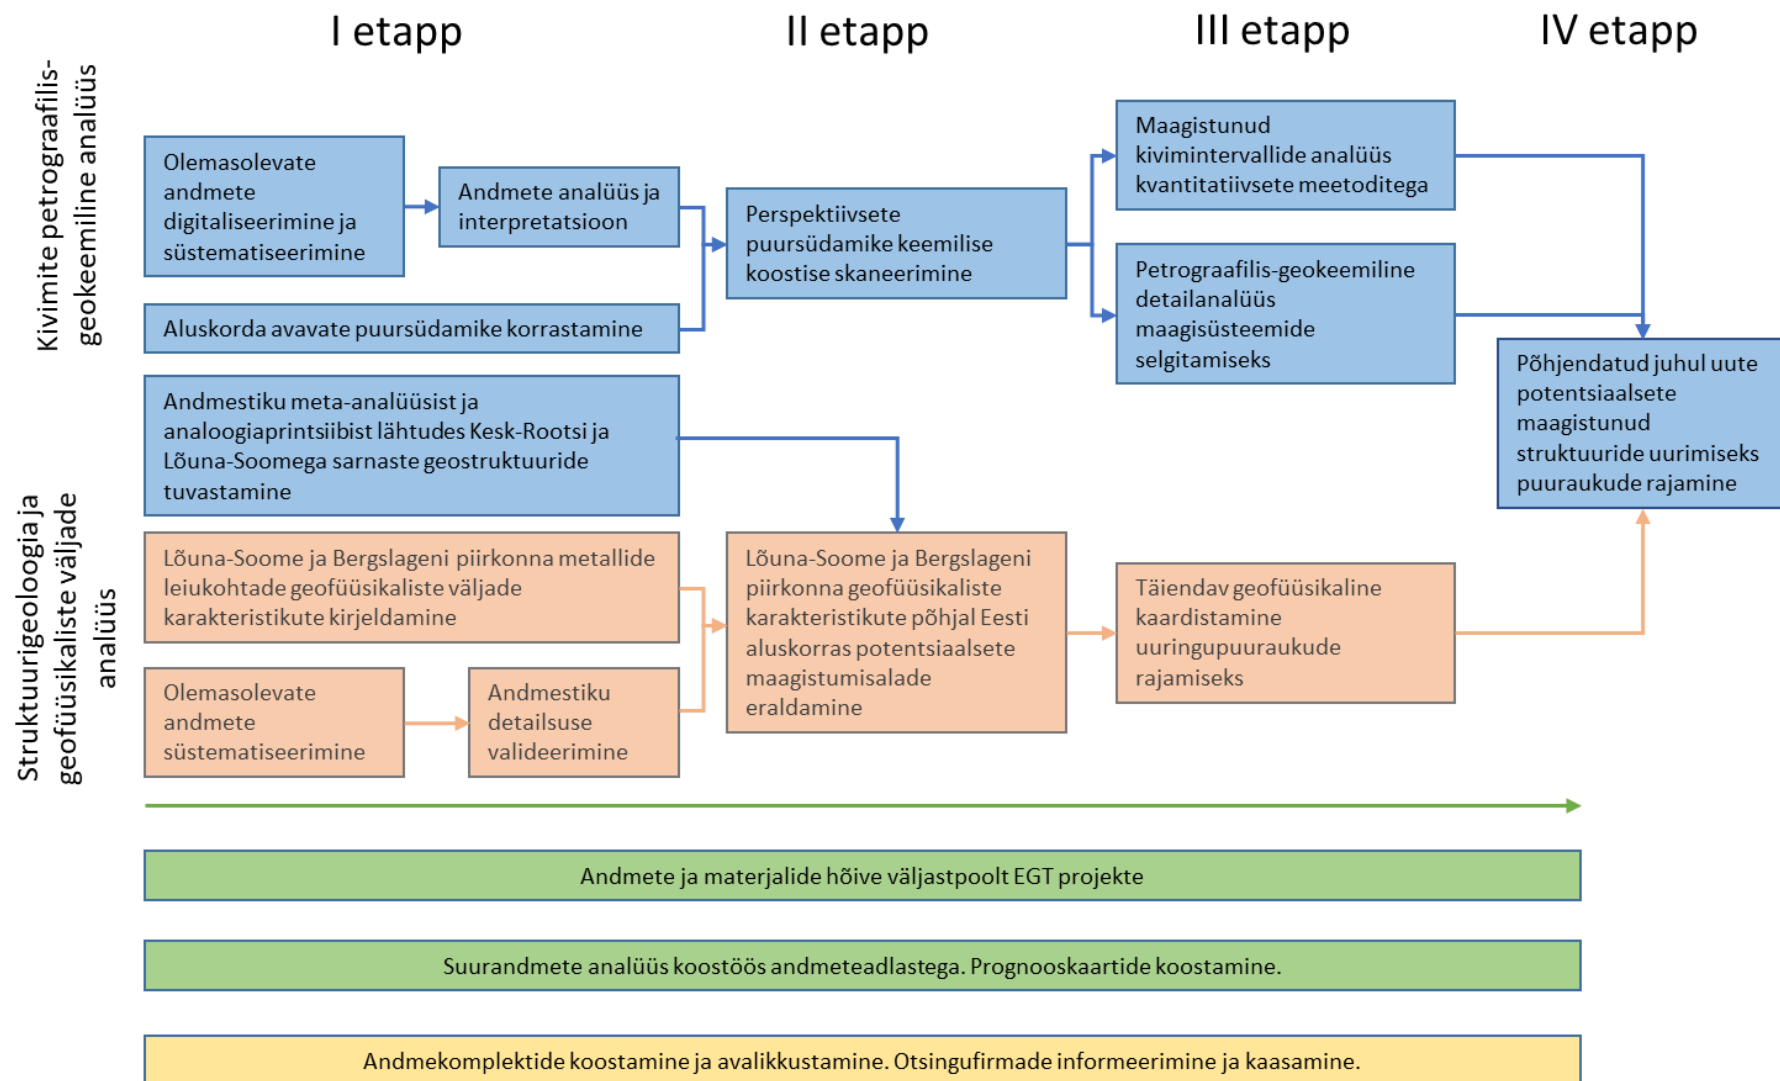 I etapp
II etapp
III etapp
IV etapp
Kivimite petrograafilis-
geokeemiline analüüs
Olemasolevate
andmete
digitaliseerimine ja
süstematiseerimine
Andmete analüüs ja
interpretatsioon
Aluskorda avavate puursüdamike korrastamine
Perspektiivsete
puursüdamike keemilise
koostise skaneerimine
Maagistunud
kivimintervallide analüüs
kvantitatiivsete meetoditega
Petrograafilis-geokeemiline
detailanalüüs
maagisüsteemide
selgitamiseks
Põhjendatud juhul uute
potentsiaalsete
maagistunud
struktuuride uurimiseks
puuraukude rajamine
Andmestiku meta-analüüsist ja
analoogiaprintsiibist lähtudes Kesk-Rootsi ja
Lõuna-Soomega sarnaste geostruktuuride
tuvastamine
Struktuurigeoloogia ja
geofüüsikaliste väljade
analüüs
Lõuna-Soome ja Bergslageni piirkonna metallide
leiukohtade geofüüsikaliste väljade
karakteristikute kirjeldamine
Olemasolevate
andmete
süstematiseerimine
Andmestiku
detailsuse
valideerimine
Lõuna-Soome ja Bergslageni
piirkonna geofüüsikaliste
karakteristikute põhjal Eesti
aluskorras potentsiaalsete
maagistumisalade
eraldamine
Täiendav geofüüsikaline
kaardistamine
uuringupuuraukude
rajamiseks
Andmete ja materjalide hõive väljastpoolt EGT projekte
Suurandmete analüüs koostöös andmeteadlastega. Prognooskaartide koostamine.
Andmekomplektide koostamine ja avalikkustamine. Otsingufirmade informeerimine ja kaasamine.